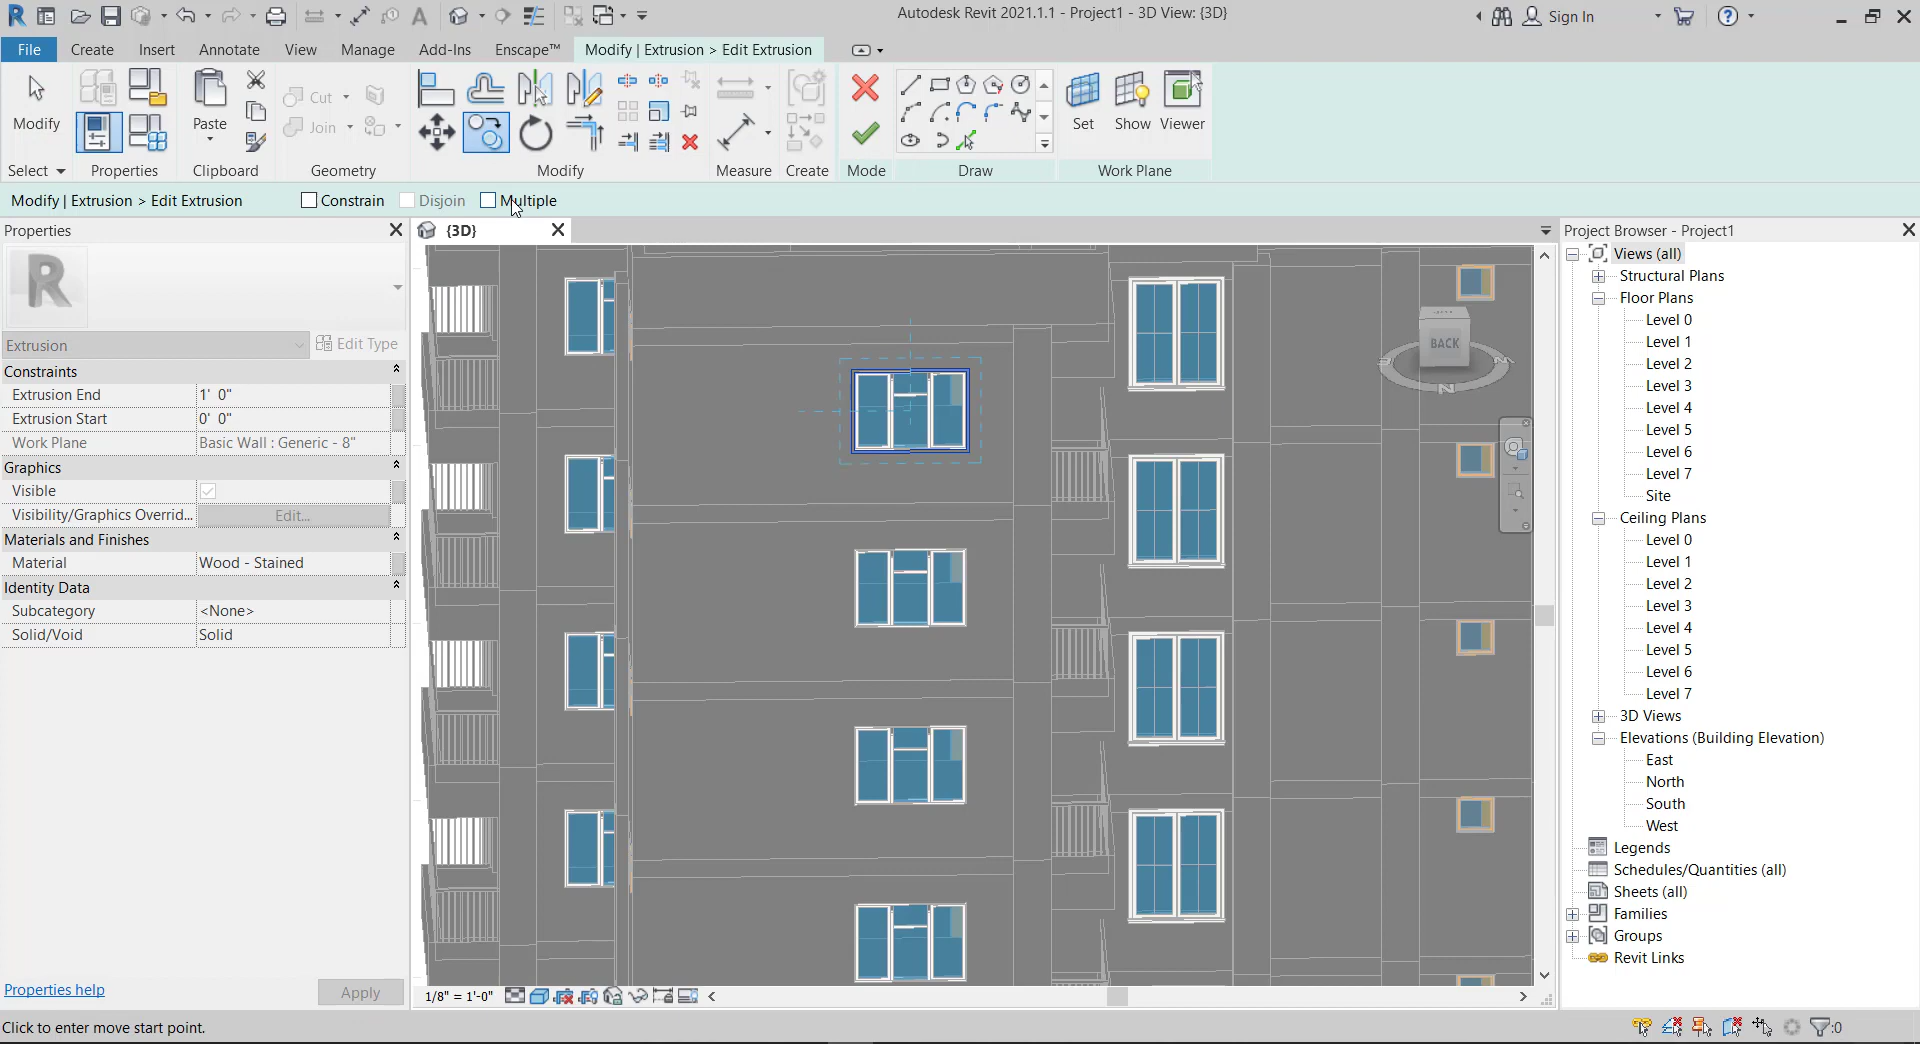 Autodesk Revit 2021.1.1 - Project1 - 3D View: {3D}
Sign In
File
Create
Insert
Annotate
View
Manage
Add-Ins
Enscape™
Modify | Extrusion > Edit Extrusion
Modify
Paste
Cut
Join
Set
Show
Viewer
Select
Properties
Clipboard
Geometry
Modify
Measure
Create
Mode
Draw
Work Plane
Modify | Extrusion > Edit Extrusion
Constrain
Disjoin
Multiple
Properties
R
Extrusion
Edit Type
Constraints
Extrusion End 1' 0"
Extrusion Start 0' 0"
Work Plane Basic Wall : Generic - 8"
Graphics
Visible
Visibility/Graphics Overrid... Edit...
Materials and Finishes
Material Wood - Stained
Identity Data
Subcategory <None>
Solid/Void Solid
Properties help
Apply
{3D}
BACK
N
1/8" = 1'-0"
Project Browser - Project1
Views (all)
Structural Plans
Floor Plans
Level 0
Level 1
Level 2
Level 3
Level 4
Level 5
Level 6
Level 7
Site
Ceiling Plans
Level 0
Level 1
Level 2
Level 3
Level 4
Level 5
Level 6
Level 7
3D Views
Elevations (Building Elevation)
East
North
South
West
Legends
Schedules/Quantities (all)
Sheets (all)
Families
Groups
Revit Links
Click to enter move start point.
:0